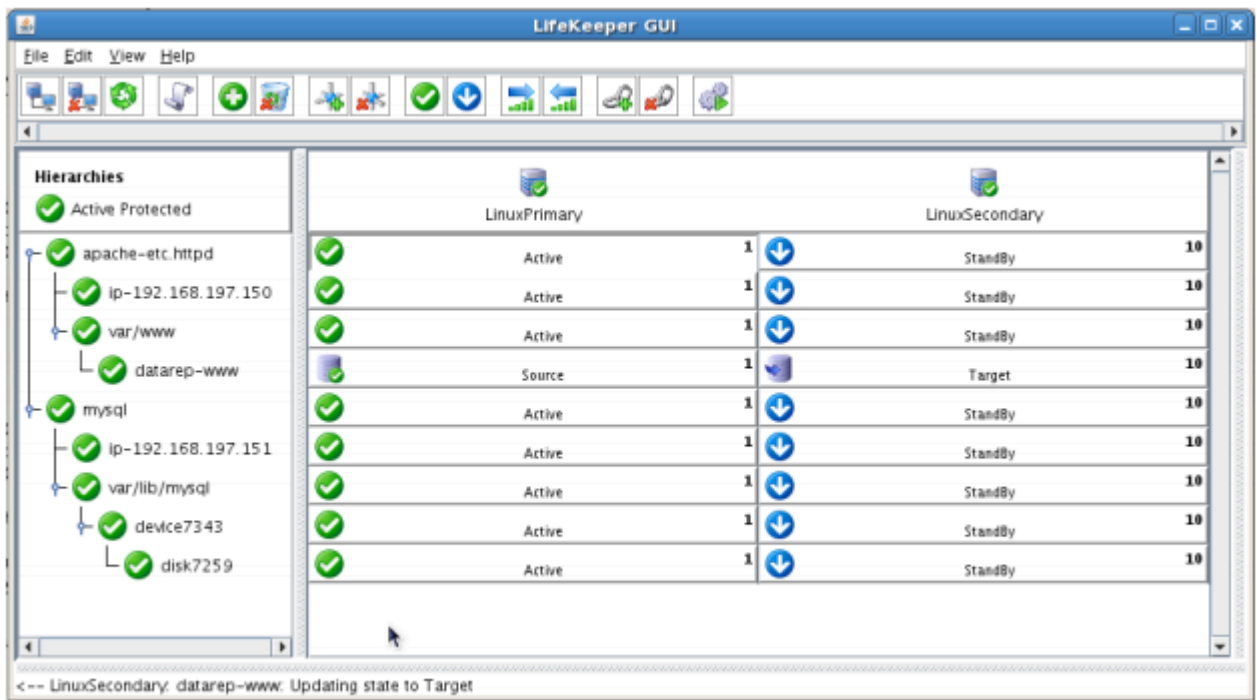 LifeKeeper GUI
File Edit View Help
Hierarchies
Active Protected
LinuxPrimary LinuxSecondary
apache-etc.httpd Active 1 StandBy 10
ip-192.168.197.150 Active 1 StandBy 10
var/www Active 1 StandBy 10
datarep-www Source 1 Target 10
mysql Active 1 StandBy 10
ip-192.168.197.151 Active 1 StandBy 10
var/lib/mysql Active 1 StandBy 10
device7343 Active 1 StandBy 10
disk7259 Active 1 StandBy 10
<-- LinuxSecondary: datarep-www: Updating state to Target